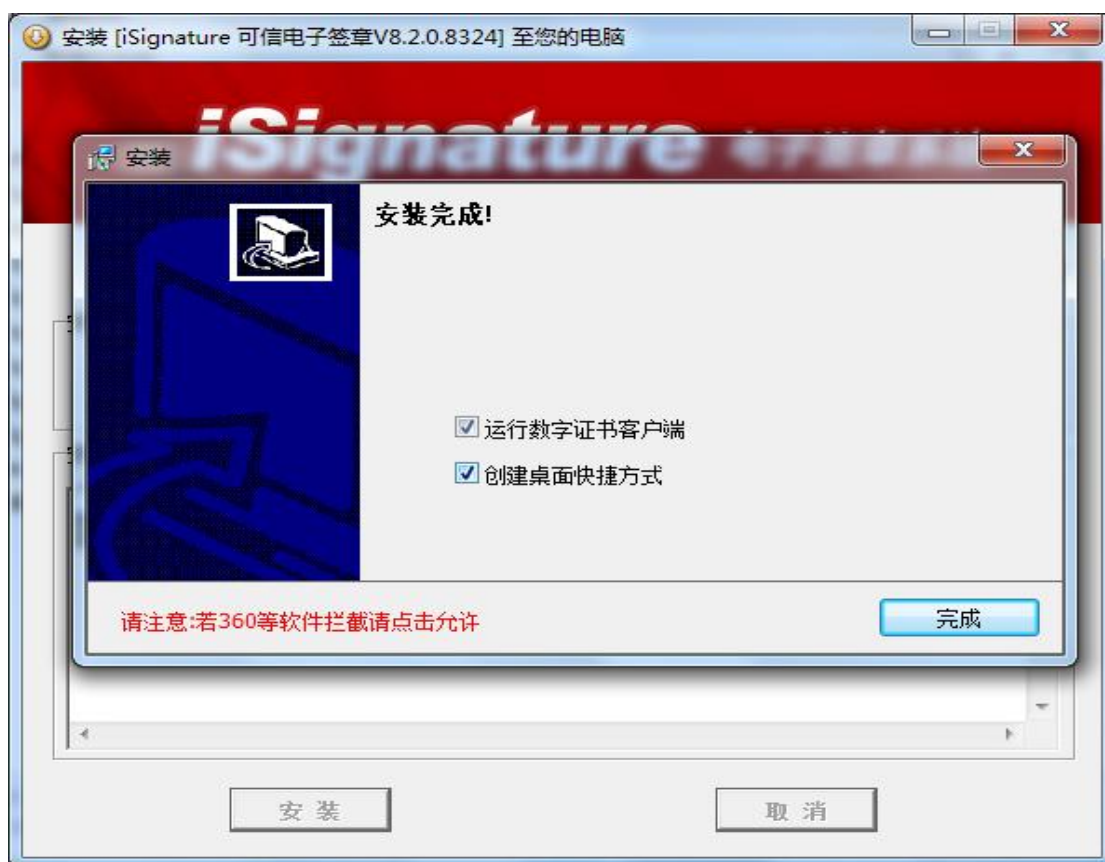 安装 [iSignature 可信电子签章V8.2.0.8324] 至您的电脑
iSignature
安装
安装完成!
运行数字证书客户端
创建桌面快捷方式
请注意:若360等软件拦截请点击允许
完成
安 装
取 消